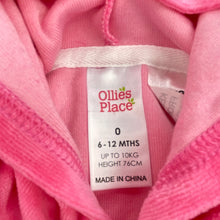 Ollie's
Place
0
6-12 MTHS
UP TO 10KG
HEIGHT 76CM
MADE IN CHINA